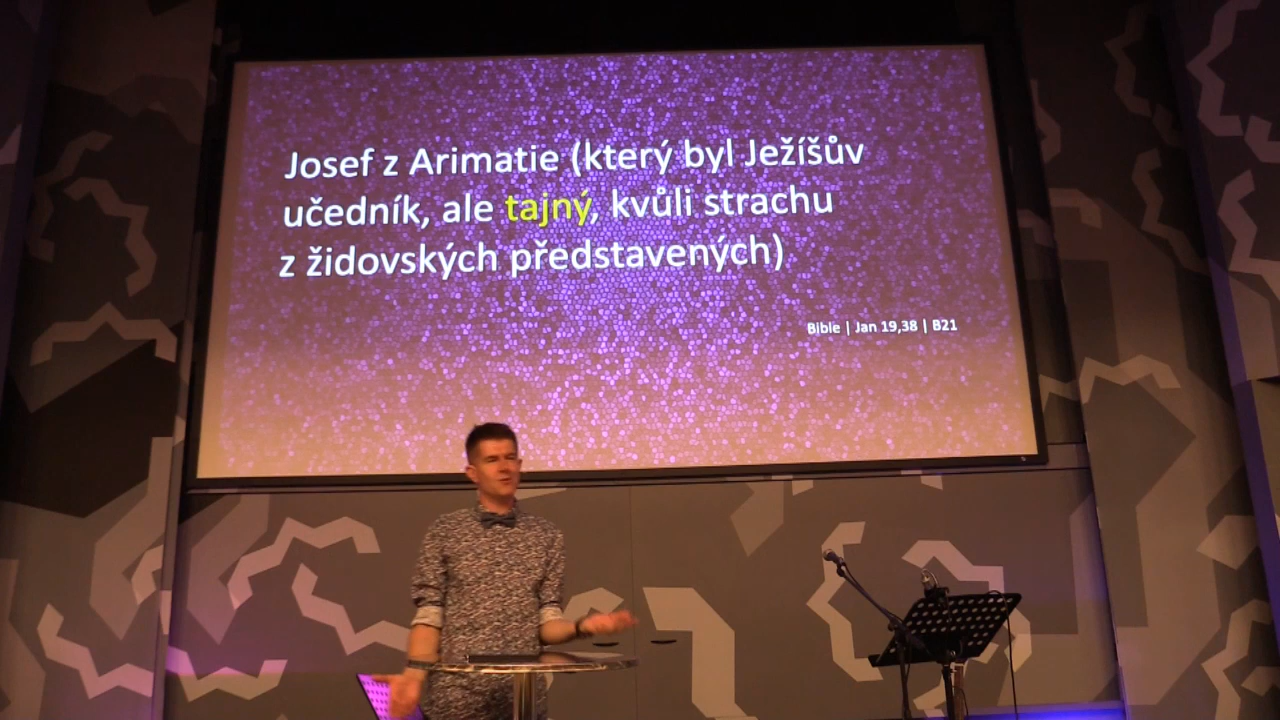 Josef z Arimatie (který byl Ježíšův
učedník, ale tajný, kvůli strachu
z židovských představených)
Bible | Jan 19,38 | B21